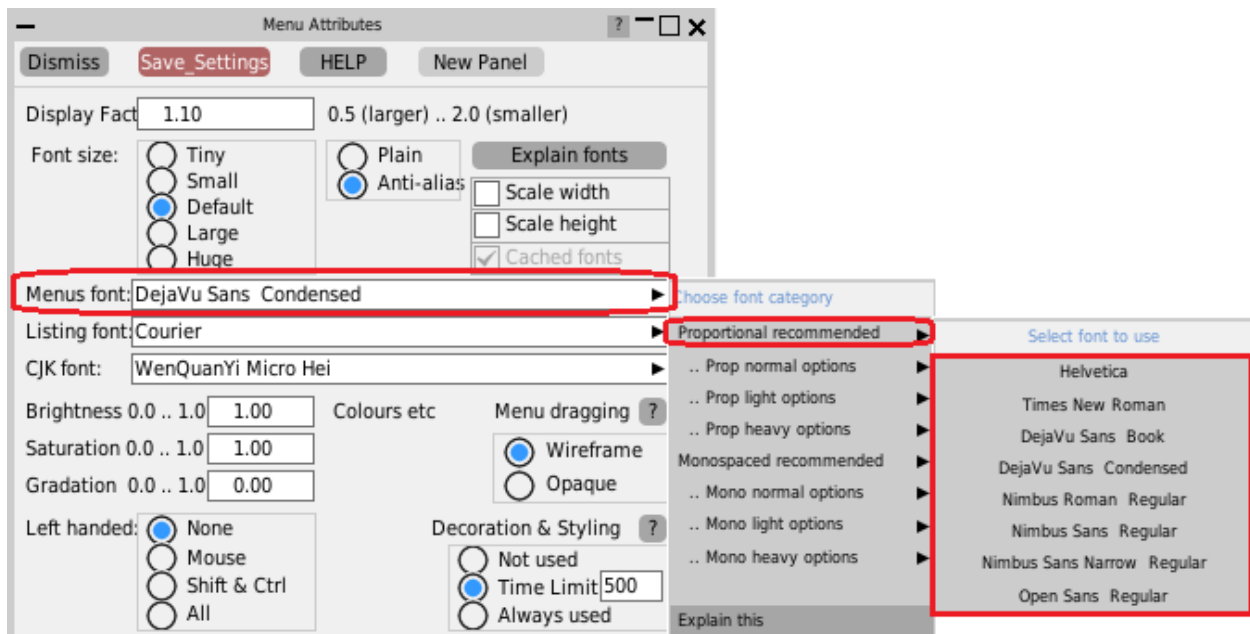 Menu Attributes ?
Dismiss Save_Settings HELP New Panel
Display Fact 1.10 0.5 (larger) .. 2.0 (smaller)
Font size: Tiny Plain Explain fonts
Small Anti-alias Scale width
Default
Large Scale height
Huge Cached fonts
Menus font: DejaVu Sans Condensed
Listing font: Courier
CJK font: WenQuanYi Micro Hei
Brightness 0.0 .. 1.0 1.00 Colours etc Menu dragging ?
Saturation 0.0 .. 1.0 1.00 Wireframe
Gradation 0.0 .. 1.0 0.00 Opaque
Left handed: None Decoration & Styling ?
Mouse Not used
Shift & Ctrl Time Limit 500
All Always used
Choose font category
Proportional recommended
.. Prop normal options
.. Prop light options
.. Prop heavy options
Monospaced recommended
.. Mono normal options
.. Mono light options
.. Mono heavy options
Explain this
Select font to use
Helvetica
Times New Roman
DejaVu Sans Book
DejaVu Sans Condensed
Nimbus Roman Regular
Nimbus Sans Regular
Nimbus Sans Narrow Regular
Open Sans Regular